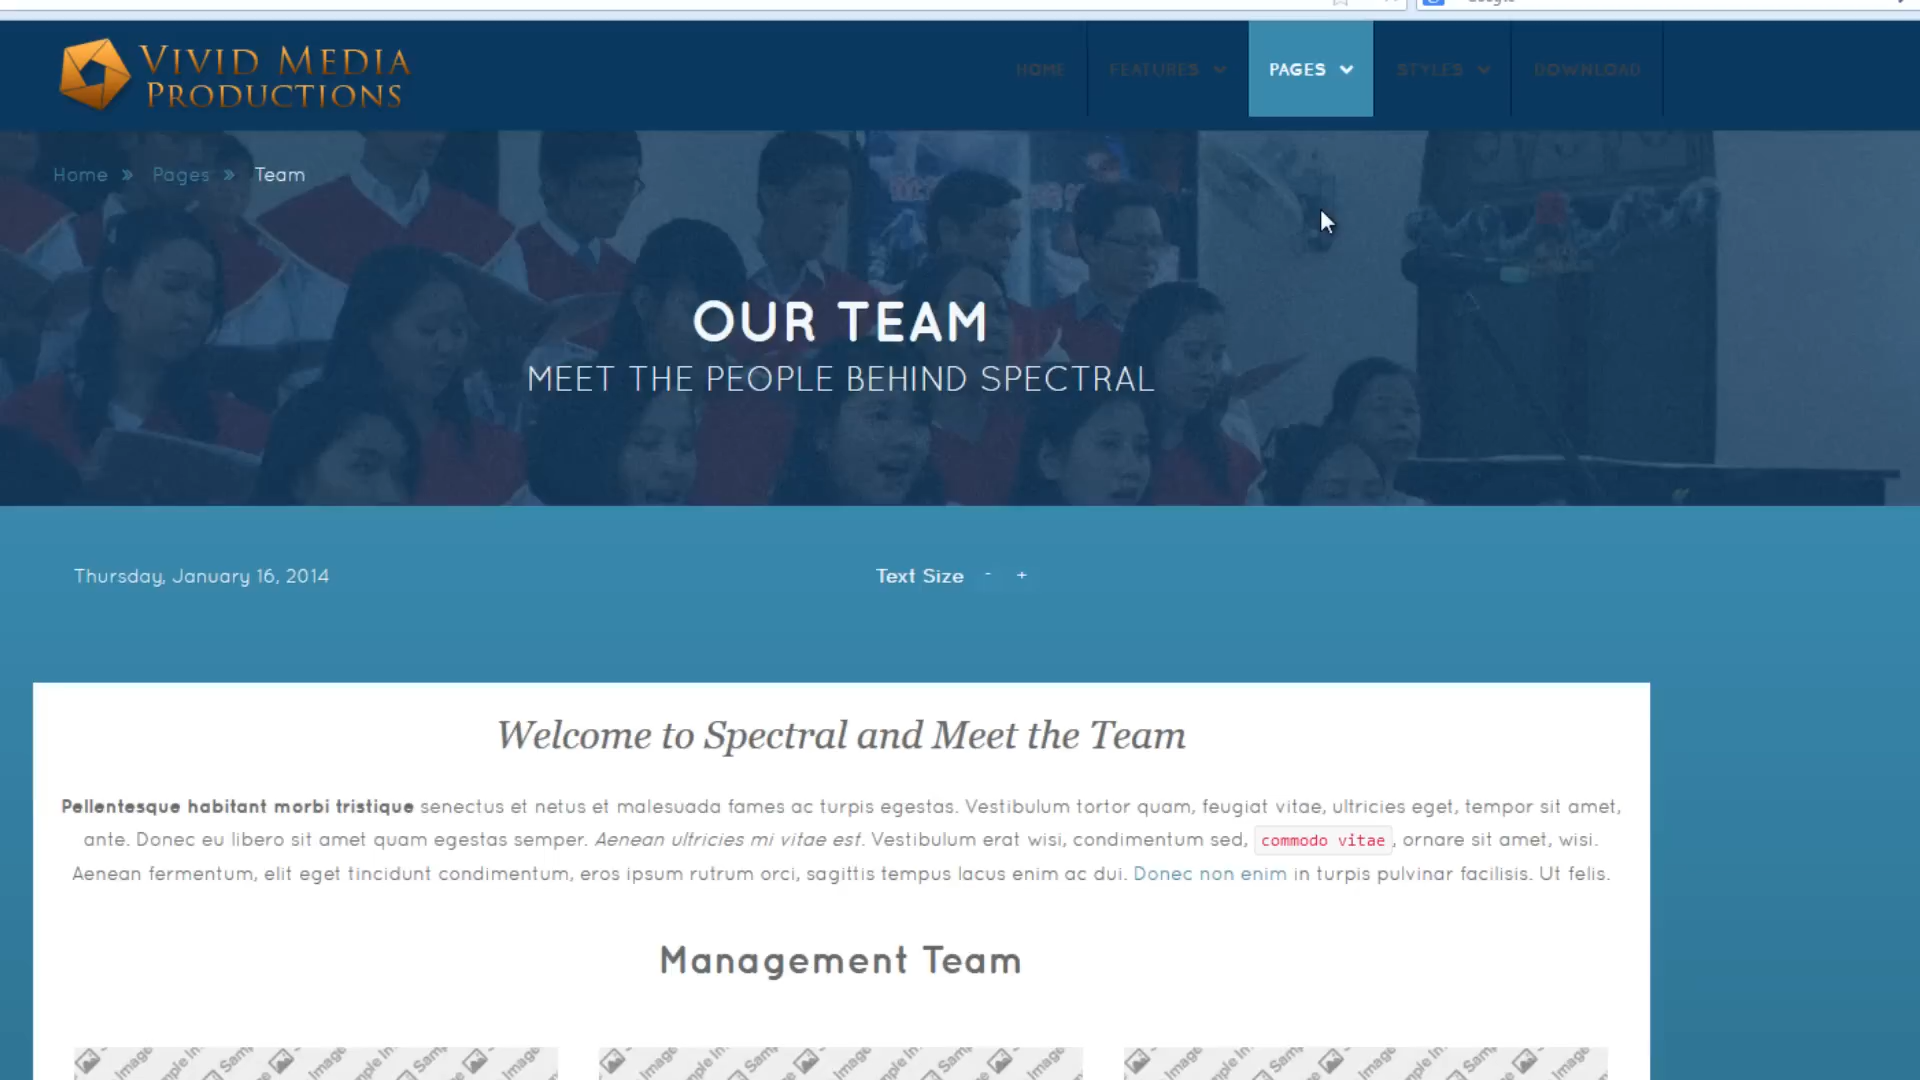 Google
VIVID MEDIA
PRODUCTIONS
HOME FEATURES PAGES STYLES DOWNLOAD
Home » Pages » Team
OUR TEAM
MEET THE PEOPLE BEHIND SPECTRAL
Thursday, January 16, 2014
Text Size - +
Welcome to Spectral and Meet the Team
Pellentesque habitant morbi tristique senectus et netus et malesuada fames ac turpis egestas. Vestibulum tortor quam, feugiat vitae, ultricies eget, tempor sit amet,
ante. Donec eu libero sit amet quam egestas semper. Aenean ultricies mi vitae est. Vestibulum erat wisi, condimentum sed, commodo vitae, ornare sit amet, wisi.
Aenean fermentum, elit eget tincidunt condimentum, eros ipsum rutrum orci, sagittis tempus lacus enim ac dui. Donec non enim in turpis pulvinar facilisis. Ut felis.
Management Team